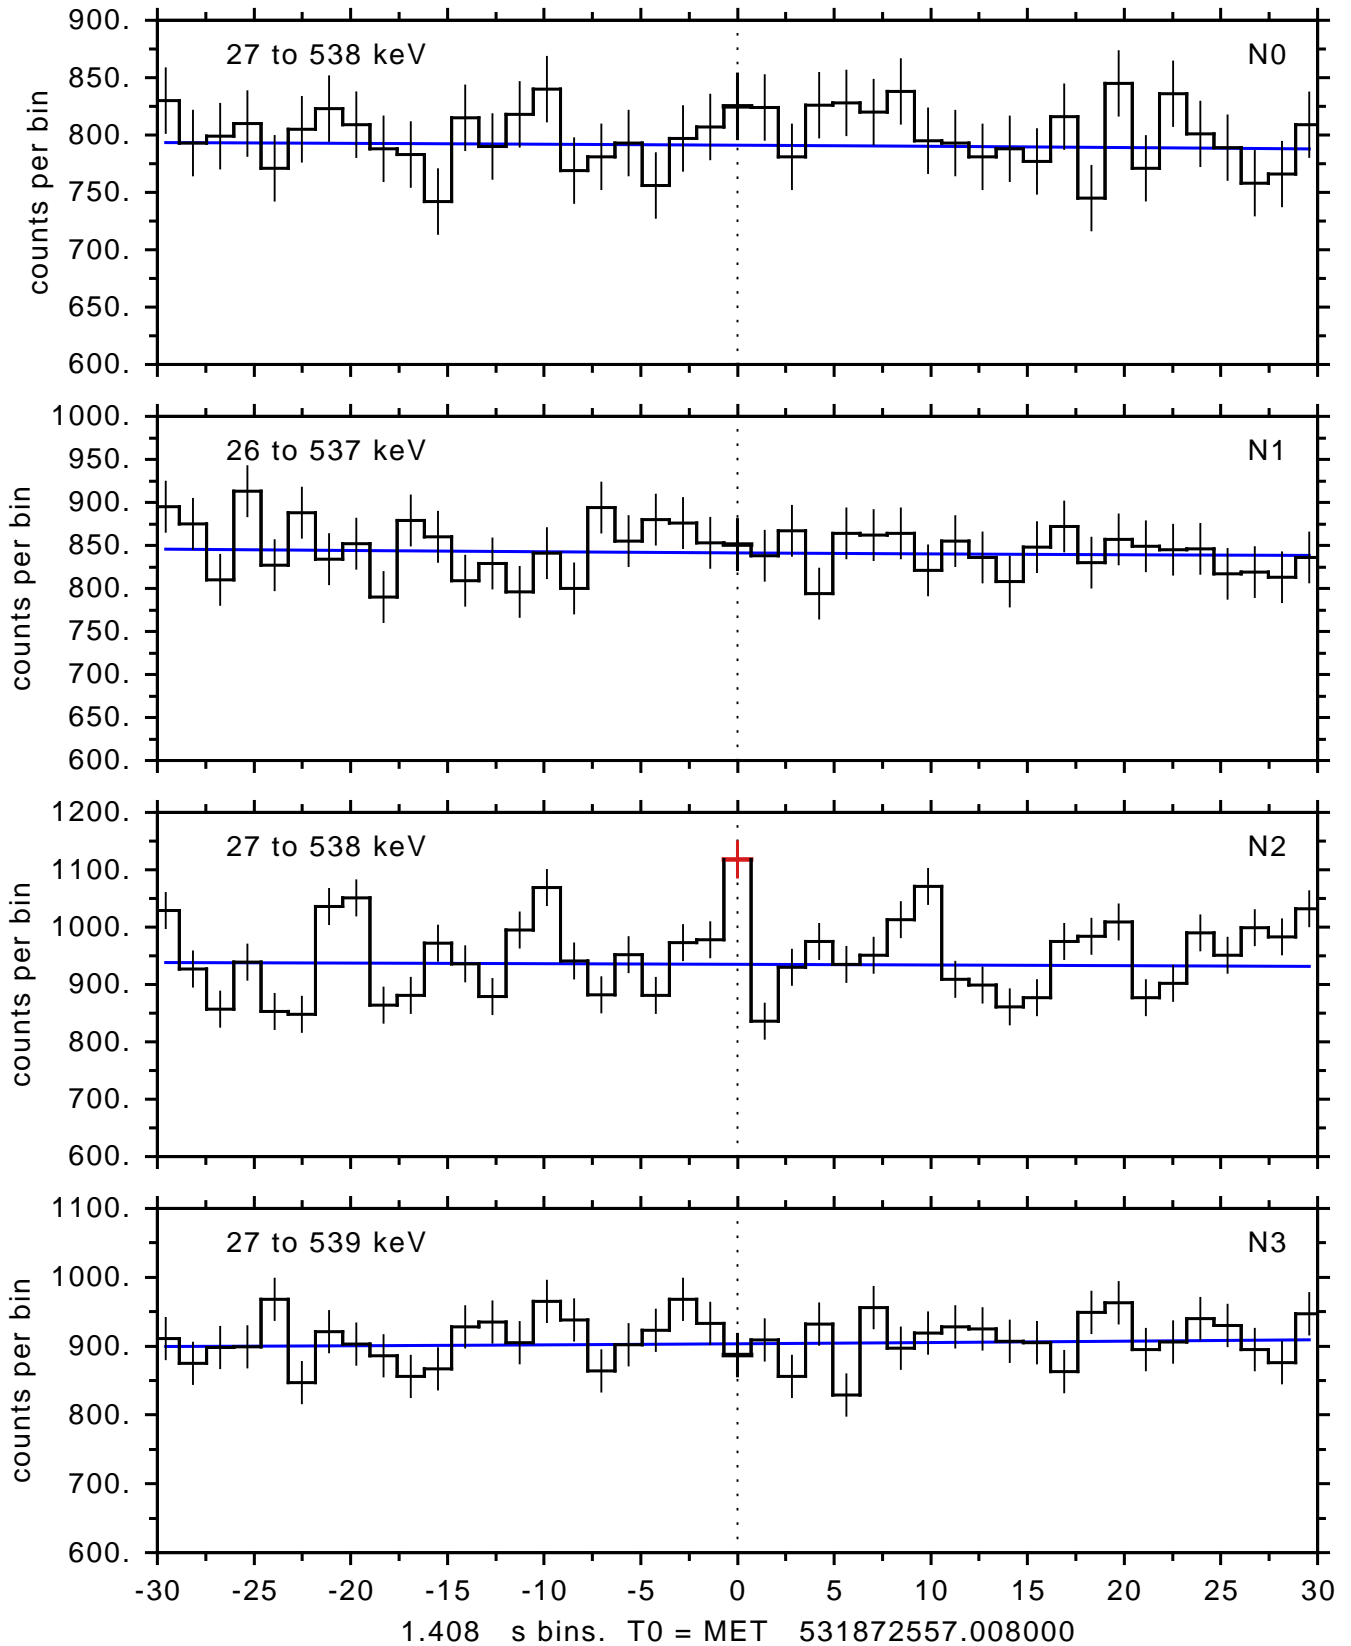 900.
27 to 538 keV N0
850.
800.
750.
700.
650.
600.
counts per bin
1000.
26 to 537 keV N1
950.
900.
850.
800.
750.
700.
650.
600.
counts per bin
1200.
27 to 538 keV N2
1100.
1000.
900.
800.
700.
600.
counts per bin
1100.
27 to 539 keV N3
1000.
900.
800.
700.
600.
counts per bin
-30 -25 -20 -15 -10 -5 0 5 10 15 20 25 30
1.408 s bins. T0 = MET 531872557.008000